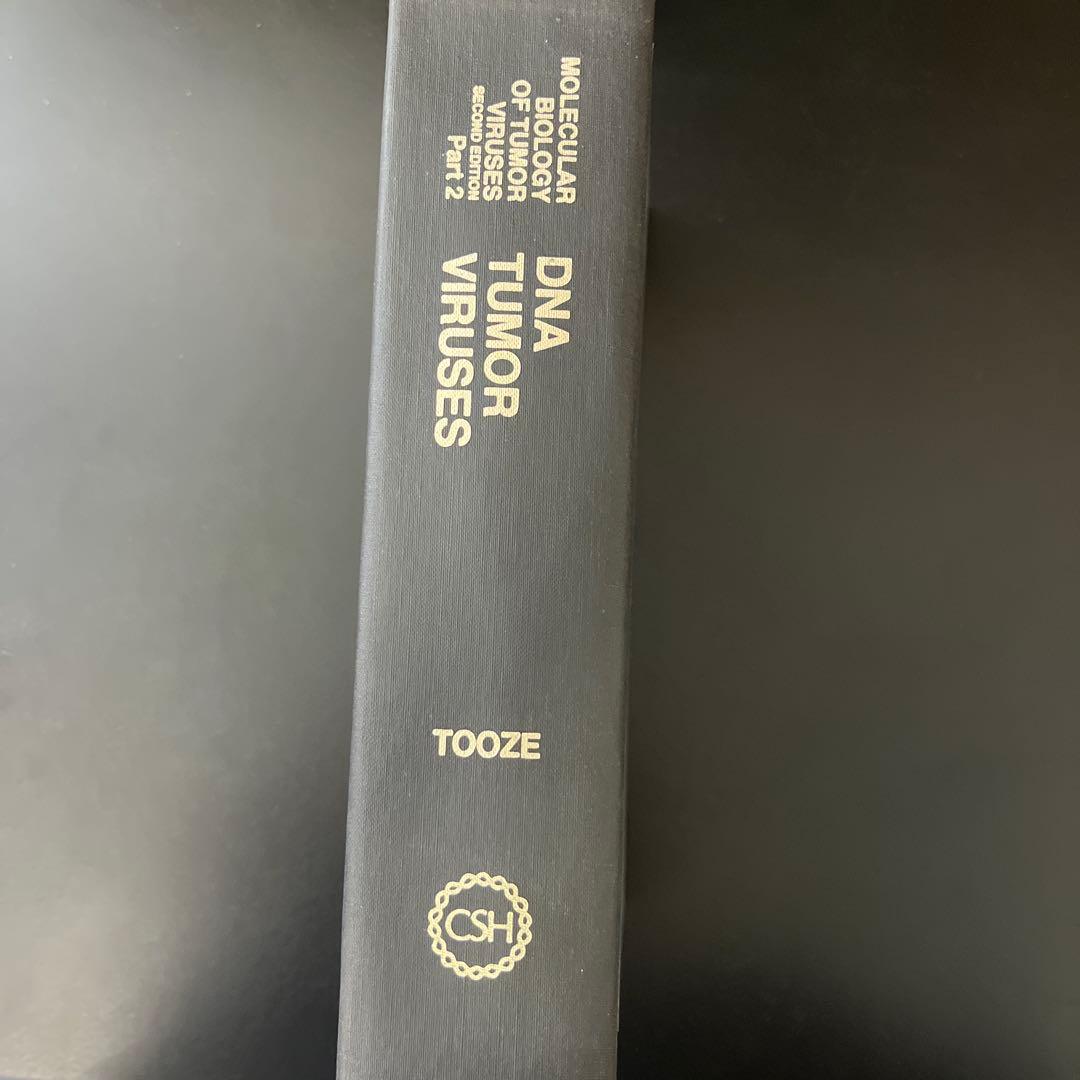 MOLECULAR
BIOLOGY
OF TUMOR
VIRUSES
SECOND EDITION
Part 2
DNA
TUMOR
VIRUSES
TOOZE
CSH